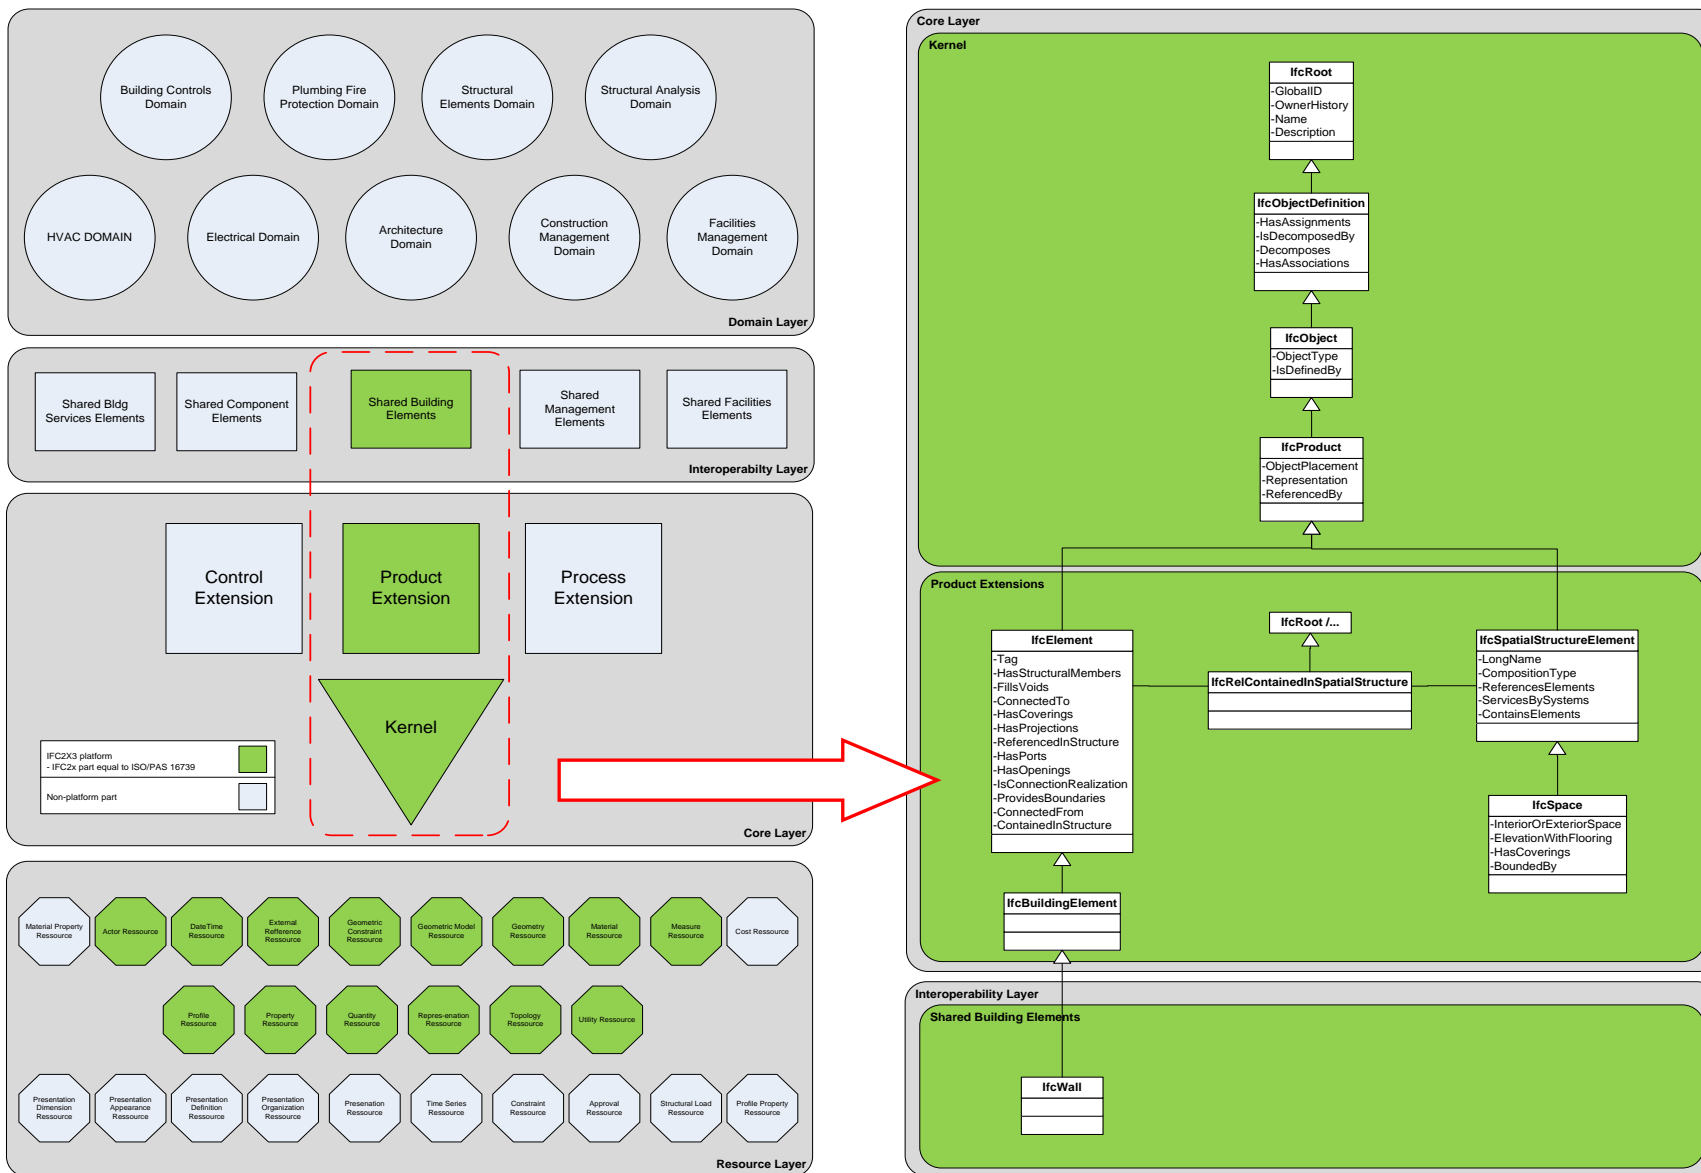 Building Controls
Domain
Plumbing Fire
Protection Domain
Structural
Elements Domain
Structural Analysis
Domain
HVAC DOMAIN
Electrical Domain
Architecture
Domain
Construction
Management
Domain
Facilities
Management
Domain
Domain Layer
Shared Bldg
Services Elements
Shared Component
Elements
Shared Building
Elements
Shared
Management
Elements
Shared Facilities
Elements
Interoperabilty Layer
Control
Extension
Product
Extension
Process
Extension
Kernel
IFC2X3 platform
- IFC2x part equal to ISO/PAS 16739
Non-platform part
Core Layer
Material Property
Ressource
Actor Ressource
DateTime
Ressource
External
Refference
Ressource
Geometric
Constraint
Ressource
Geometric Model
Ressource
Geometry
Ressource
Material
Ressource
Measure
Ressource
Cost Ressource
Profile
Ressource
Property
Ressource
Quantity
Ressource
Repres-enation
Ressource
Topology
Ressource
Utility Ressource
Presentation
Dimension
Ressource
Presentation
Appearance
Ressource
Presentation
Definition
Ressource
Presentation
Organization
Ressource
Presenation
Ressource
Time Series
Ressource
Constraint
Ressource
Approval
Ressource
Structural Load
Ressource
Profile Property
Ressource
Resource Layer
Core Layer
Kernel
IfcRoot
-GlobalID
-OwnerHistory
-Name
-Description
IfcObjectDefinition
-HasAssignments
-IsDecomposedBy
-Decomposes
-HasAssociations
IfcObject
-ObjectType
-IsDefinedBy
IfcProduct
-ObjectPlacement
-Representation
-ReferencedBy
Product Extensions
IfcElement
-Tag
-HasStructuralMembers
-FillsVoids
-ConnectedTo
-HasCoverings
-HasProjections
-ReferencedInStructure
-HasPorts
-HasOpenings
-IsConnectionRealization
-ProvidesBoundaries
-ConnectedFrom
-ContainedInStructure
IfcRoot /...
IfcRelContainedInSpatialStructure
IfcSpatialStructureElement
-LongName
-CompositionType
-ReferencesElements
-ServicesBySystems
-ContainsElements
IfcSpace
-InteriorOrExteriorSpace
-ElevationWithFlooring
-HasCoverings
-BoundedBy
IfcBuildingElement
Interoperability Layer
Shared Building Elements
IfcWall